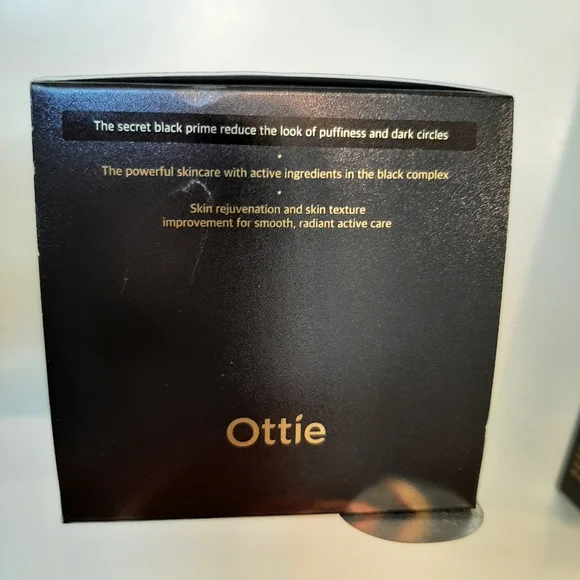 The secret black prime reduce the look of puffiness and dark circles
The powerful skincare with active ingredients in the black complex
Skin rejuvenation and skin texture
improvement for smooth, radiant active care
Ottie